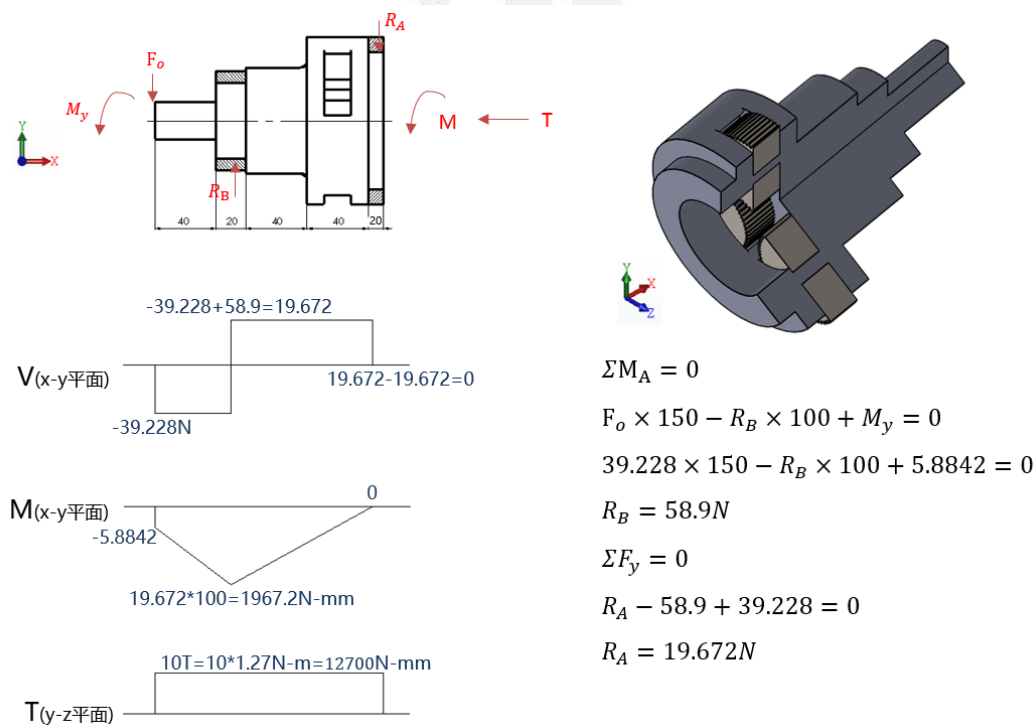 R_A
F_o
M_y
M
T
Y
X
R_B
40
20
40
40
20
Y
X
Z
-39.228+58.9=19.672
V(x-y平面)
19.672-19.672=0
-39.228N
0
M(x-y平面)
-5.8842
19.672*100=1967.2N-mm
10T=10*1.27N-m=12700N-mm
T(y-z平面)
ΣM_A = 0
F_o × 150 − R_B × 100 + M_y = 0
39.228 × 150 − R_B × 100 + 5.8842 = 0
R_B = 58.9N
ΣF_y = 0
R_A − 58.9 + 39.228 = 0
R_A = 19.672N